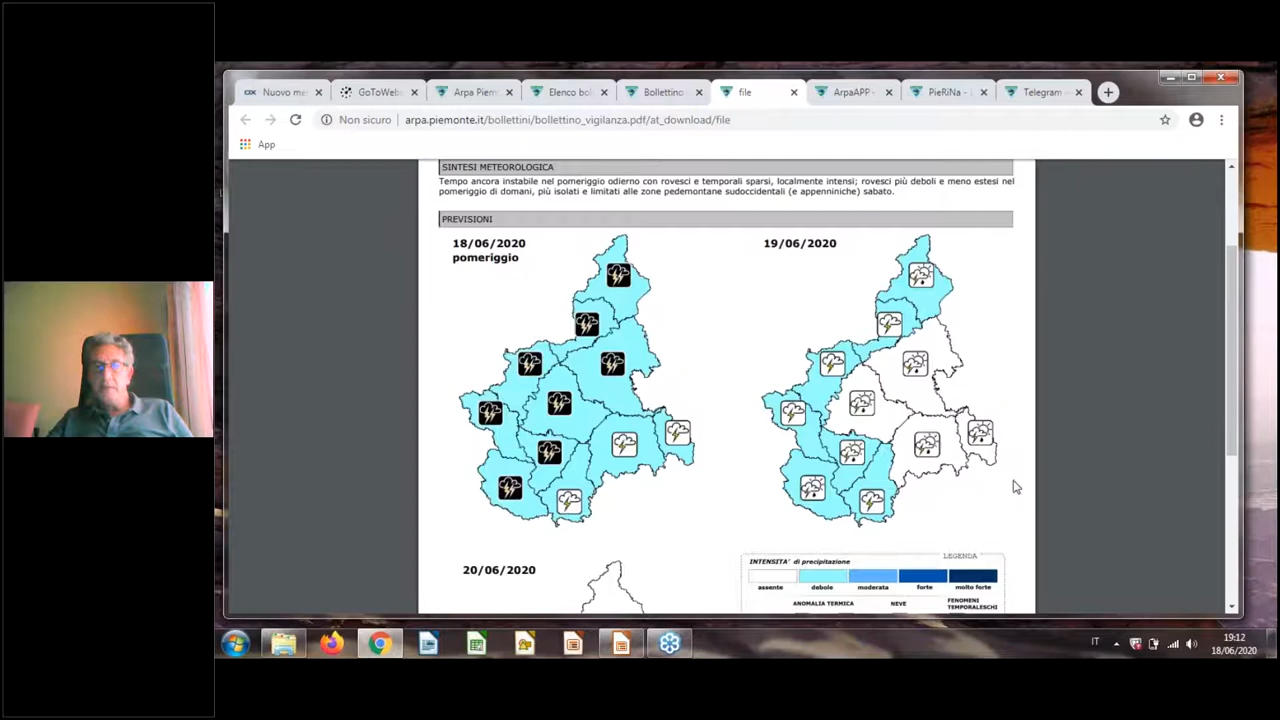 Nuovo me
GoToWeb
Arpa Piem
Elenco bol
Bollettino
file
ArpaAPP -
PieRiNa -
Telegram
Non sicuro
arpa.piemonte.it/bollettini/bollettino_vigilanza.pdf/at_download/file
App
SINTESI METEOROLOGICA
Tempo ancora instabile nel pomeriggio odierno con rovesci e temporali sparsi, localmente intensi; rovesci più deboli e meno estesi nel
pomeriggio di domani, più isolati e limitati alle zone pedemontane sudoccidentali (e appenniniche) sabato.
PREVISIONI
18/06/2020
pomeriggio
19/06/2020
20/06/2020
LEGENDA
INTENSITA' di precipitazione
assente
debole
moderata
forte
molto forte
ANOMALIA TERMICA
NEVE
FENOMENI
TEMPORALESCHI
IT
19:12
18/06/2020